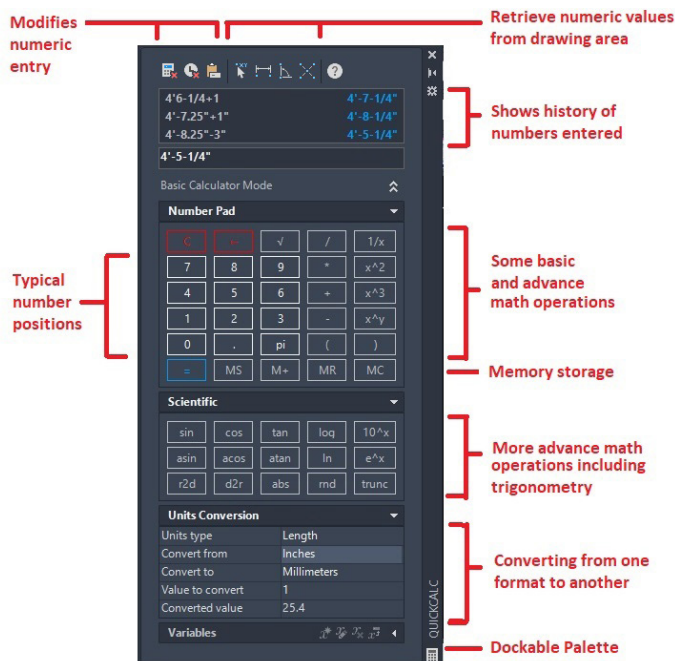 Modifies
numeric
entry
Retrieve numeric values
from drawing area
4'6-1/4+1 4'-7-1/4"
4'-7.25"+1" 4'-8-1/4"
4'-8.25"-3" 4'-5-1/4"
Shows history of
numbers entered
4'-5-1/4"
Basic Calculator Mode
Number Pad
C ← √ / 1/x
7 8 9 * x^2
4 5 6 + x^3
1 2 3 - x^y
0 . pi ( )
= MS M+ MR MC
Typical
number
positions
Some basic
and advance
math operations
Memory storage
Scientific
sin cos tan log 10^x
asin acos atan ln e^x
r2d d2r abs rnd trunc
More advance math
operations including
trigonometry
Units Conversion
Units type Length
Convert from Inches
Convert to Millimeters
Value to convert 1
Converted value 25.4
Converting from one
format to another
Variables
QUICKCALC
Dockable Palette